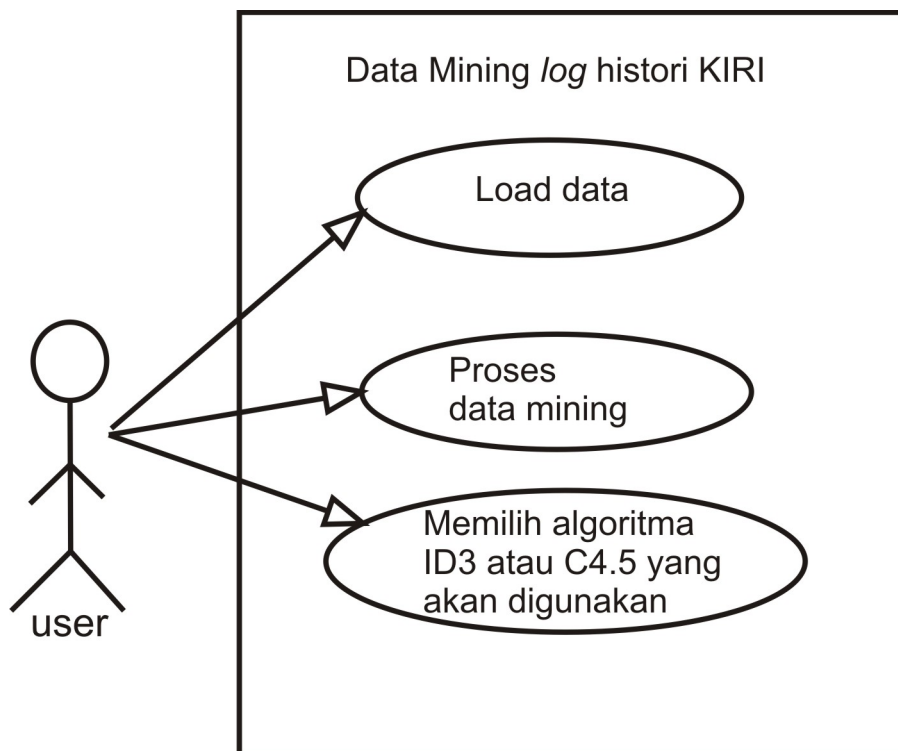 Data Mining log histori KIRI
Load data
Proses
data mining
Memilih algoritma
ID3 atau C4.5 yang
akan digunakan
user